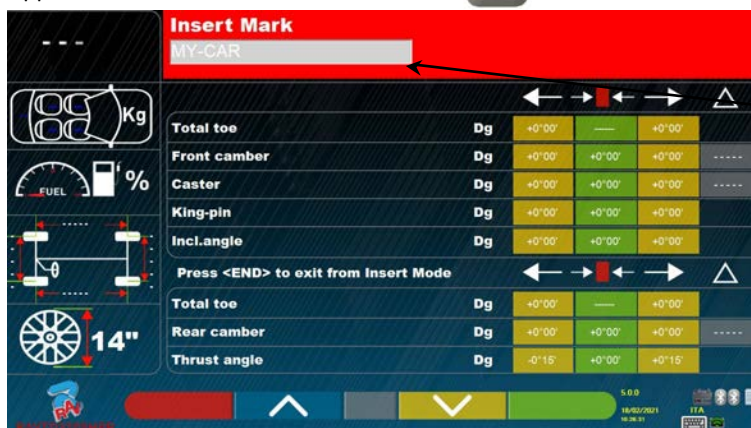 - - -
Insert Mark
MY-CAR
Kg
Total toe Dg +0°00' ---- +0°00'
Front camber Dg +0°00' +0°00' +0°00' -----
FUEL %
Caster Dg +0°00' +0°00' +0°00' -----
King-pin Dg +0°00' +0°00' +0°00'
Incl.angle Dg +0°00' +0°00' +0°00'
Press <END> to exit from Insert Mode
Total toe Dg +0°00' ---- +0°00'
14"
Rear camber Dg +0°00' +0°00' +0°00' -----
Thrust angle Dg -0°15' +0°00' +0°15'
5.0.0
18/02/2021 ITA